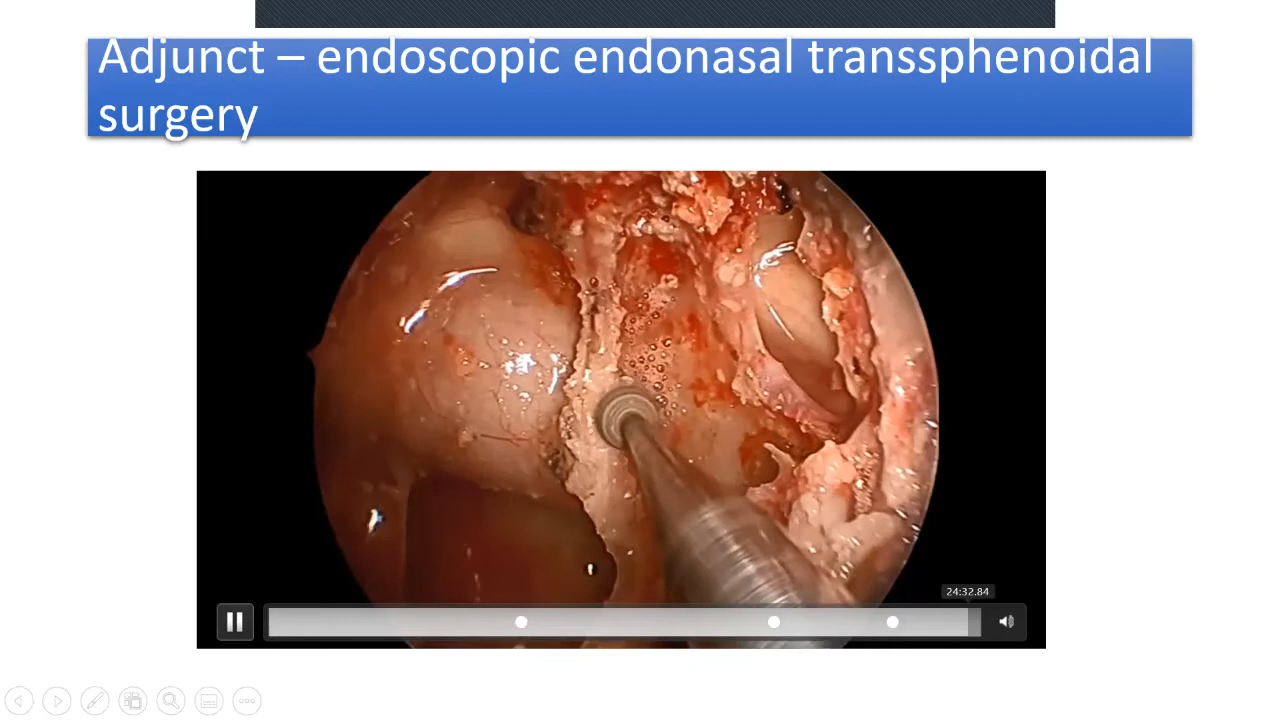 Adjunct – endoscopic endonasal transsphenoidal
surgery
24:32.84